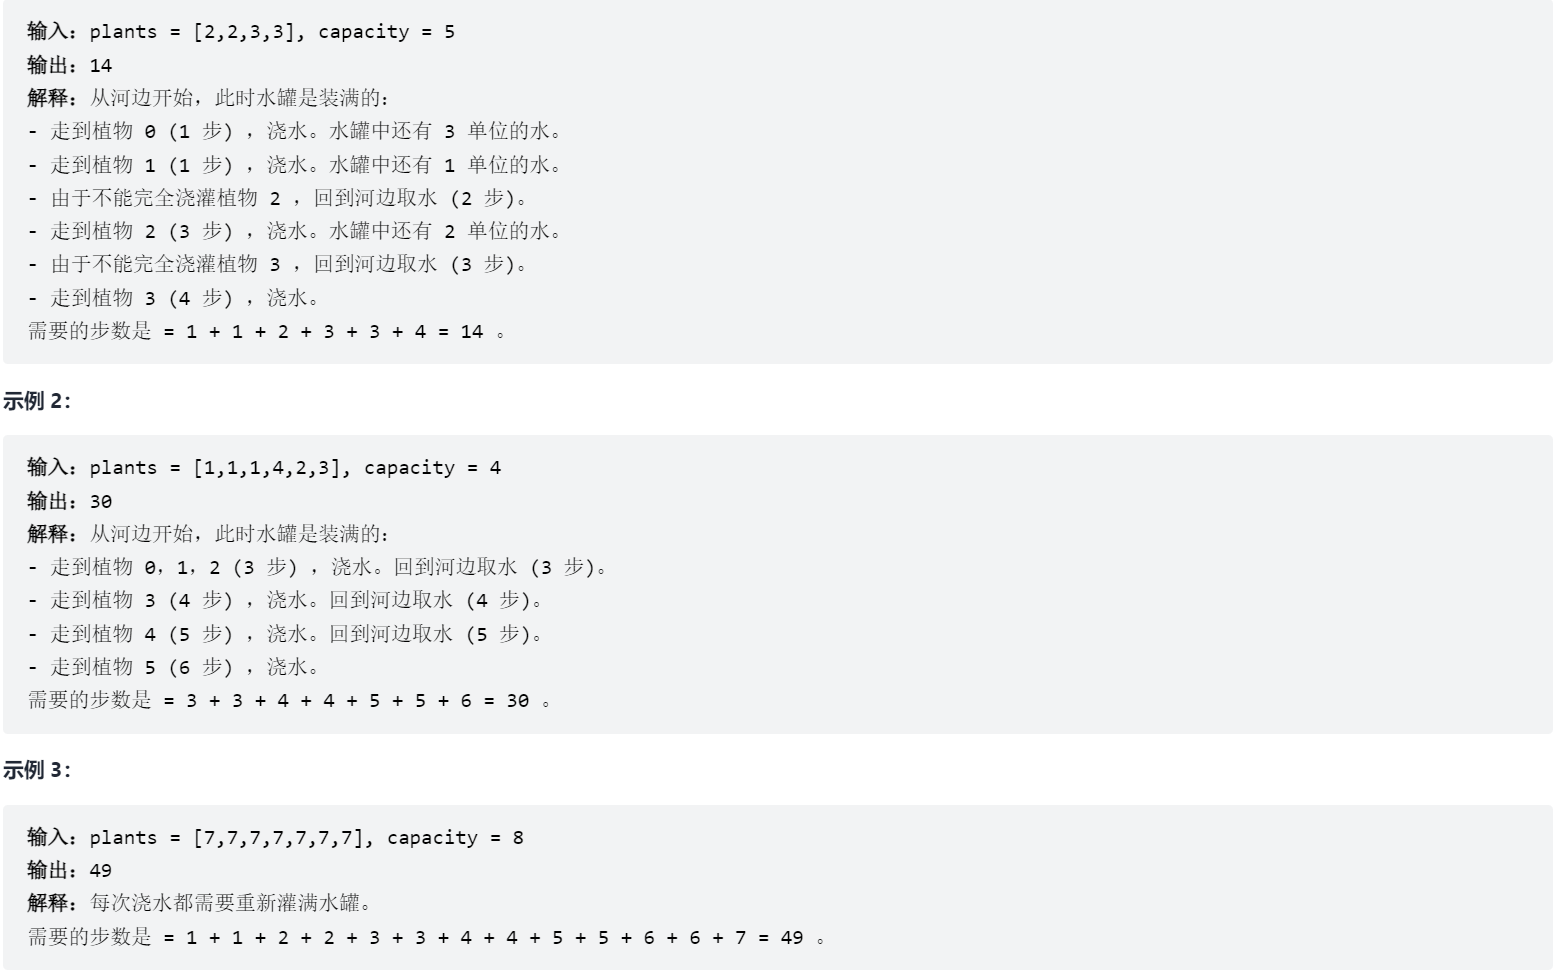 输入：plants = [2,2,3,3], capacity = 5
输出：14
解释：从河边开始，此时水罐是装满的：
- 走到植物 0 (1 步) ，浇水。水罐中还有 3 单位的水。
- 走到植物 1 (1 步) ，浇水。水罐中还有 1 单位的水。
- 由于不能完全浇灌植物 2 ，回到河边取水 (2 步)。
- 走到植物 2 (3 步) ，浇水。水罐中还有 2 单位的水。
- 由于不能完全浇灌植物 3 ，回到河边取水 (3 步)。
- 走到植物 3 (4 步) ，浇水。
需要的步数是 = 1 + 1 + 2 + 3 + 3 + 4 = 14 。
示例 2：
输入：plants = [1,1,1,4,2,3], capacity = 4
输出：30
解释：从河边开始，此时水罐是装满的：
- 走到植物 0，1，2 (3 步) ，浇水。回到河边取水 (3 步)。
- 走到植物 3 (4 步) ，浇水。回到河边取水 (4 步)。
- 走到植物 4 (5 步) ，浇水。回到河边取水 (5 步)。
- 走到植物 5 (6 步) ，浇水。
需要的步数是 = 3 + 3 + 4 + 4 + 5 + 5 + 6 = 30 。
示例 3：
输入：plants = [7,7,7,7,7,7,7], capacity = 8
输出：49
解释：每次浇水都需要重新灌满水罐。
需要的步数是 = 1 + 1 + 2 + 2 + 3 + 3 + 4 + 4 + 5 + 5 + 6 + 6 + 7 = 49 。